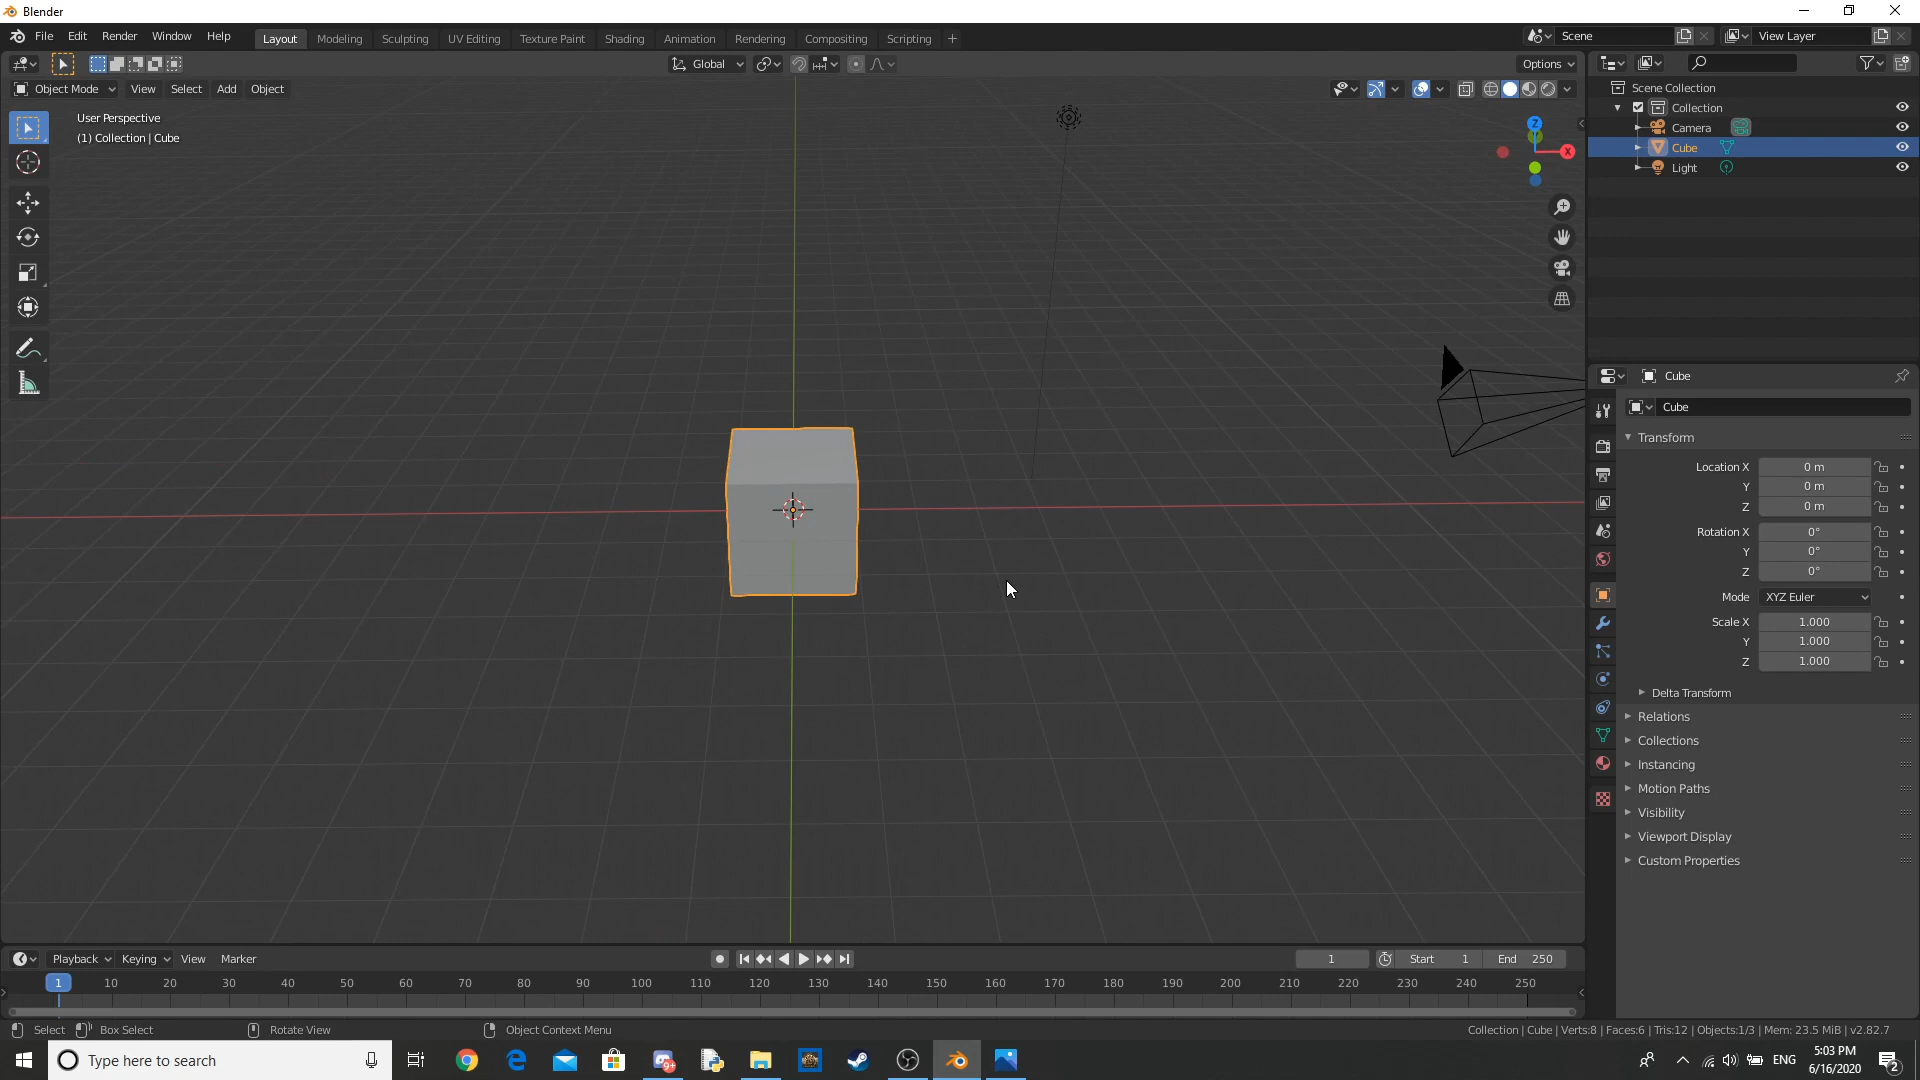 Blender
File Edit Render Window Help Layout Modeling Sculpting UV Editing Texture Paint Shading Animation Rendering Compositing Scripting + Scene View Layer
Global Options
Object Mode View Select Add Object
User Perspective
(1) Collection | Cube
Z
X
Scene Collection
Collection
Camera
Cube
Light
Cube
Cube
Transform
Location X 0 m
Y 0 m
Z 0 m
Rotation X 0°
Y 0°
Z 0°
Mode XYZ Euler
Scale X 1.000
Y 1.000
Z 1.000
Delta Transform
Relations
Collections
Instancing
Motion Paths
Visibility
Viewport Display
Custom Properties
Playback Keying View Marker 1 Start 1 End 250
1 10 20 30 40 50 60 70 80 90 100 110 120 130 140 150 160 170 180 190 200 210 220 230 240 250
Select Box Select Rotate View Object Context Menu Collection | Cube | Verts:8 | Faces:6 | Tris:12 | Objects:1/3 | Mem: 23.5 MiB | v2.82.7
Type here to search 9+ ENG 5:03 PM
6/16/2020 2